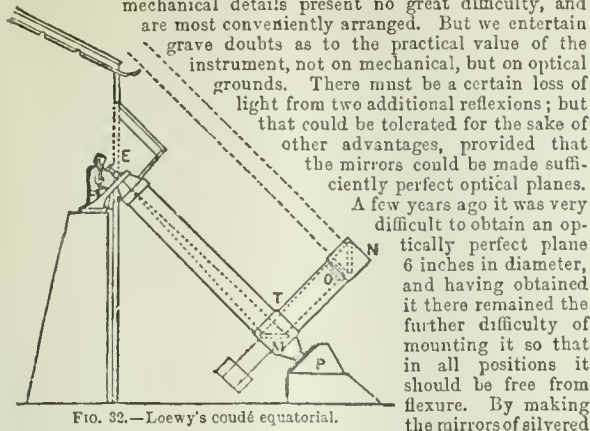 mechanical details present no great difficulty, and
are most conveniently arranged. But we entertain
grave doubts as to the practical value of the
instrument, not on mechanical, but on optical
grounds. There must be a certain loss of
light from two additional reflexions; but
that could be tolerated for the sake of
other advantages, provided that
the mirrors could be made suffi-
ciently perfect optical planes.
A few years ago it was very
difficult to obtain an op-
tically perfect plane
6 inches in diameter,
and having obtained
it there remained the
further difficulty of
mounting it so that
in all positions it
should be free from
flexure. By making
the mirrors of silvered
E
N
O
T
M
P
FIG. 32.—Loewy's coudé equatorial.